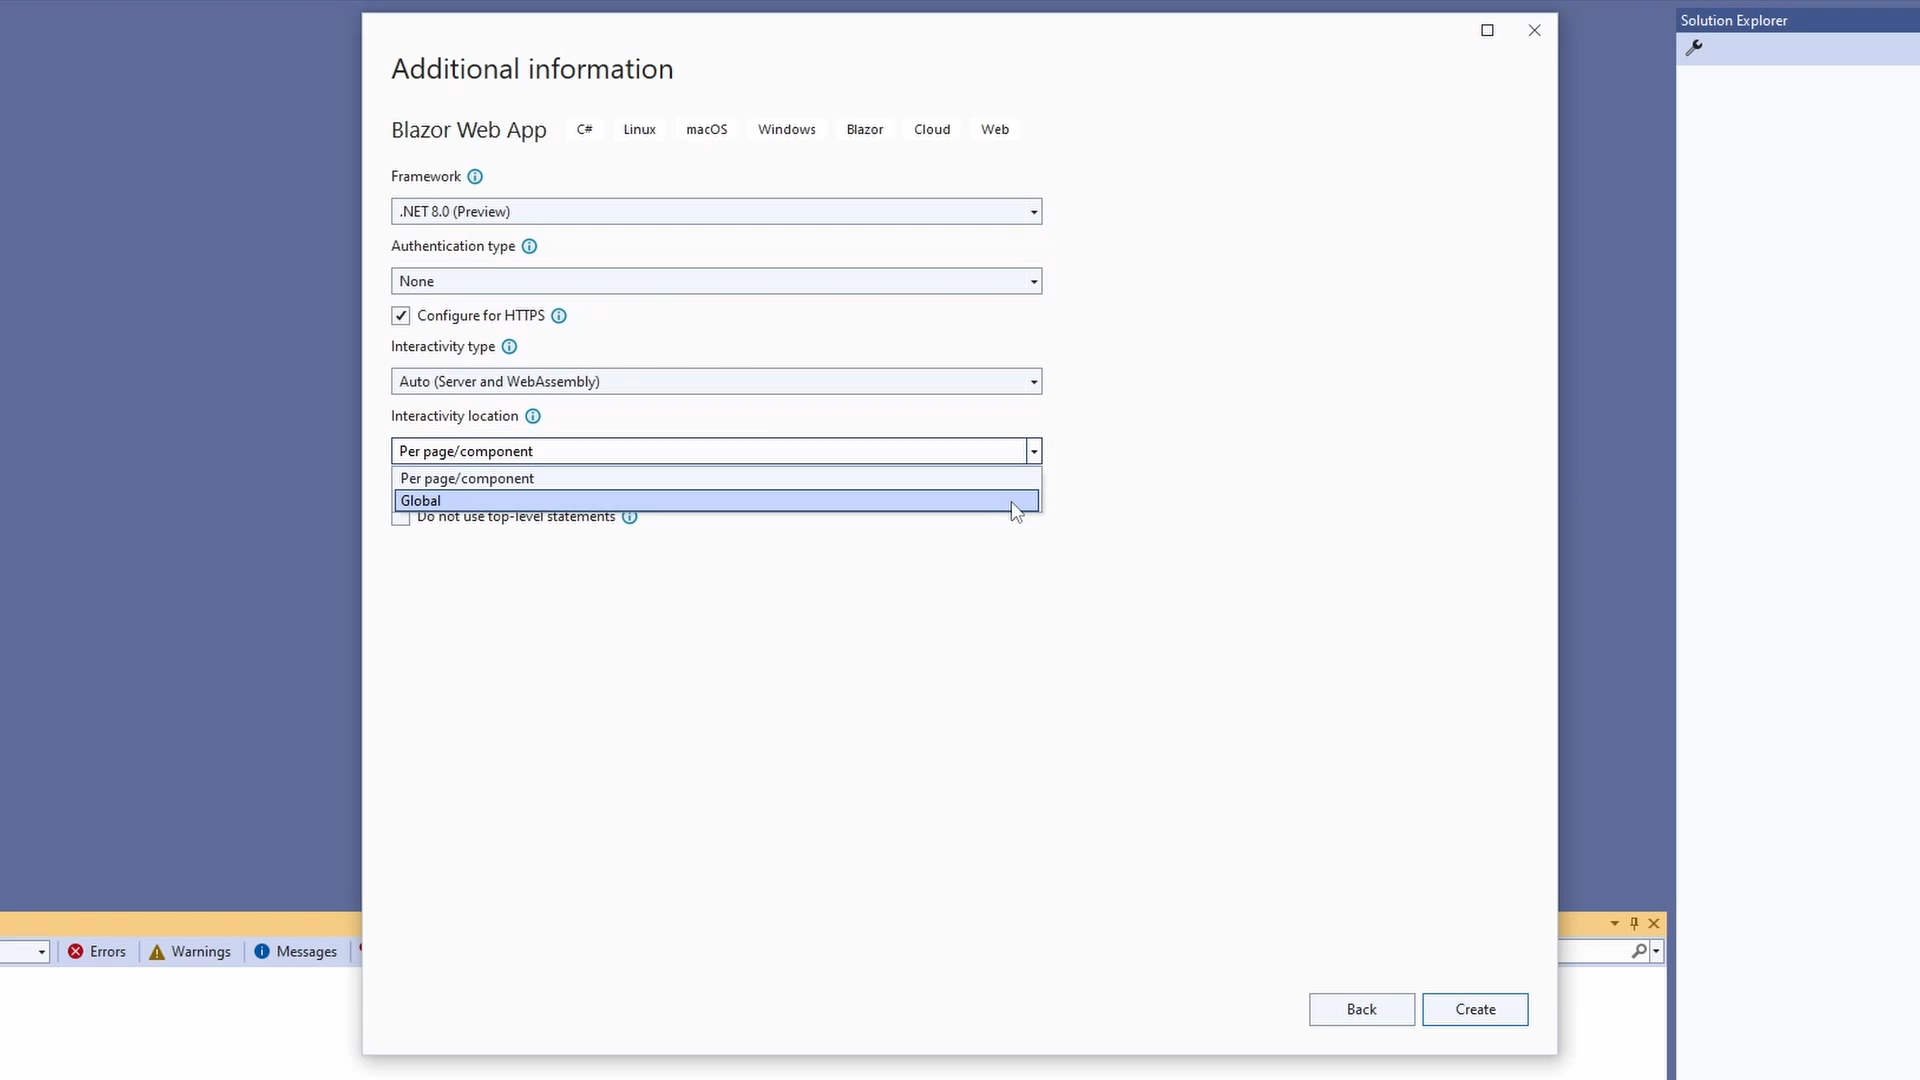 Solution Explorer
Additional information
Blazor Web App C# Linux macOS Windows Blazor Cloud Web
Framework
.NET 8.0 (Preview)
Authentication type
None
Configure for HTTPS
Interactivity type
Auto (Server and WebAssembly)
Interactivity location
Per page/component
Per page/component
Global
Do not use top-level statements
Errors Warnings Messages
Back Create